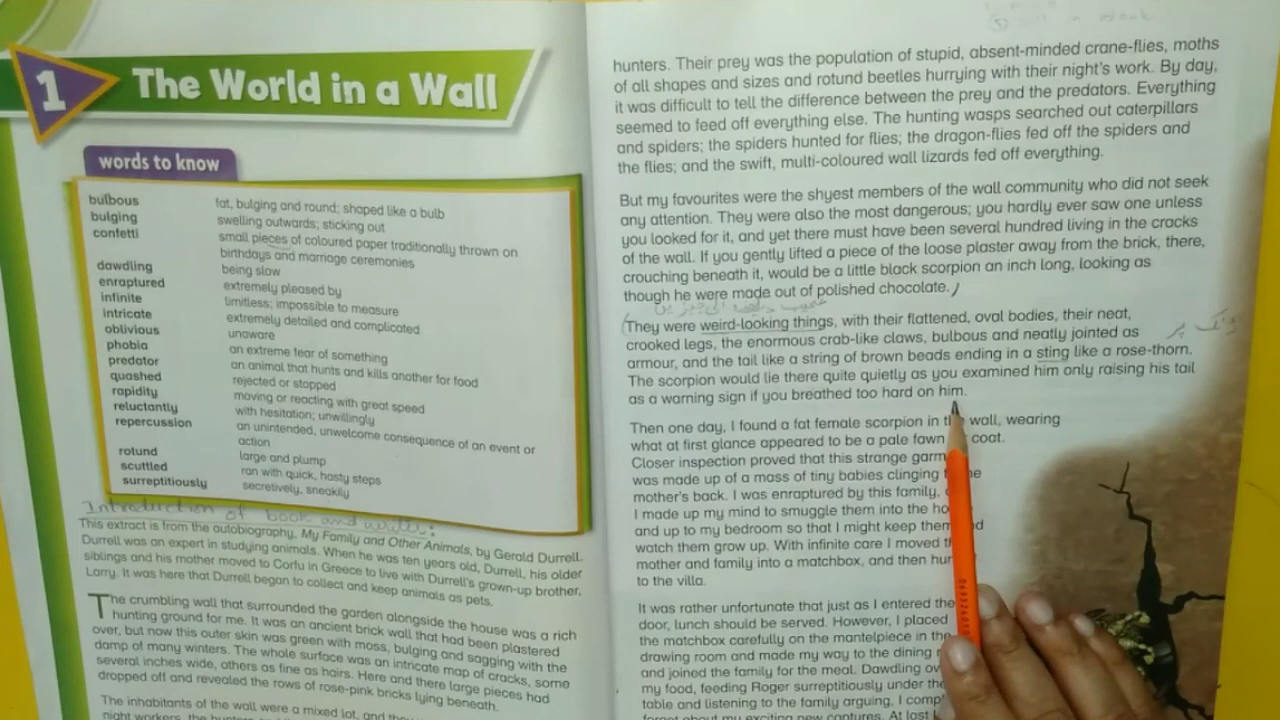 1
The World in a Wall
words to know
bulbous fat, bulging and round; shaped like a bulb
bulging swelling outwards; sticking out
confetti small pieces of coloured paper traditionally thrown on
birthdays and marriage ceremonies
dawdling being slow
enraptured extremely pleased by
infinite limitless; impossible to measure
intricate extremely detailed and complicated
oblivious unaware
phobia an extreme fear of something
predator an animal that hunts and kills another for food
quashed rejected or stopped
rapidity moving or reacting with great speed
reluctantly with hesitation; unwillingly
repercussion an unintended, unwelcome consequence of an event or
action
rotund large and plump
scuttled ran with quick, hasty steps
surreptitiously secretively, sneakily
Introduction of book and
This extract is from the autobiography, My Family and Other Animals, by Gerald Durrell.
Durrell was an expert in studying animals. When he was ten years old, Durrell, his older
siblings and his mother moved to Corfu in Greece to live with Durrell's grown-up brother,
Larry. It was here that Durrell began to collect and keep animals as pets.
The crumbling wall that surrounded the garden alongside the house was a rich
hunting ground for me. It was an ancient brick wall that had been plastered
over, but now this outer skin was green with moss, bulging and sagging with the
damp of many winters. The whole surface was an intricate map of cracks, some
several inches wide, others as fine as hairs. Here and there large pieces had
dropped off and revealed the rows of rose-pink bricks lying beneath.
The inhabitants of the wall were a mixed lot, and
night workers, the hunters
hunters. Their prey was the population of stupid, absent-minded crane-flies, moths
of all shapes and sizes and rotund beetles hurrying with their night's work. By day,
it was difficult to tell the difference between the prey and the predators. Everything
seemed to feed off everything else. The hunting wasps searched out caterpillars
and spiders; the spiders hunted for flies; the dragon-flies fed off the spiders and
the flies; and the swift, multi-coloured wall lizards fed off everything.
But my favourites were the shyest members of the wall community who did not seek
any attention. They were also the most dangerous; you hardly ever saw one unless
you looked for it, and yet there must have been several hundred living in the cracks
of the wall. If you gently lifted a piece of the loose plaster away from the brick, there,
crouching beneath it, would be a little black scorpion an inch long, looking as
though he were made out of polished chocolate.
They were weird-looking things, with their flattened, oval bodies, their neat,
crooked legs, the enormous crab-like claws, bulbous and neatly jointed as
armour, and the tail like a string of brown beads ending in a sting like a rose-thorn.
The scorpion would lie there quite quietly as you examined him only raising his tail
as a warning sign if you breathed too hard on him.
Then one day, I found a fat female scorpion in the wall, wearing
what at first glance appeared to be a pale fawn coat.
Closer inspection proved that this strange
was made up of a mass of tiny babies clinging
mother's back. I was enraptured by this family,
I made up my mind to smuggle them into the
and up to my bedroom so that I might keep them
watch them grow up. With infinite care I moved
mother and family into a matchbox, and then
to the villa.
It was rather unfortunate that just as I entered the
door, lunch should be served. However, I placed
the matchbox carefully on the mantelpiece in the
drawing room and made my way to the dining
and joined the family for the meal. Dawdling
my food, feeding Roger surreptitiously under the
table and listening to the family arguing, I
forget about my exciting new captures. At last